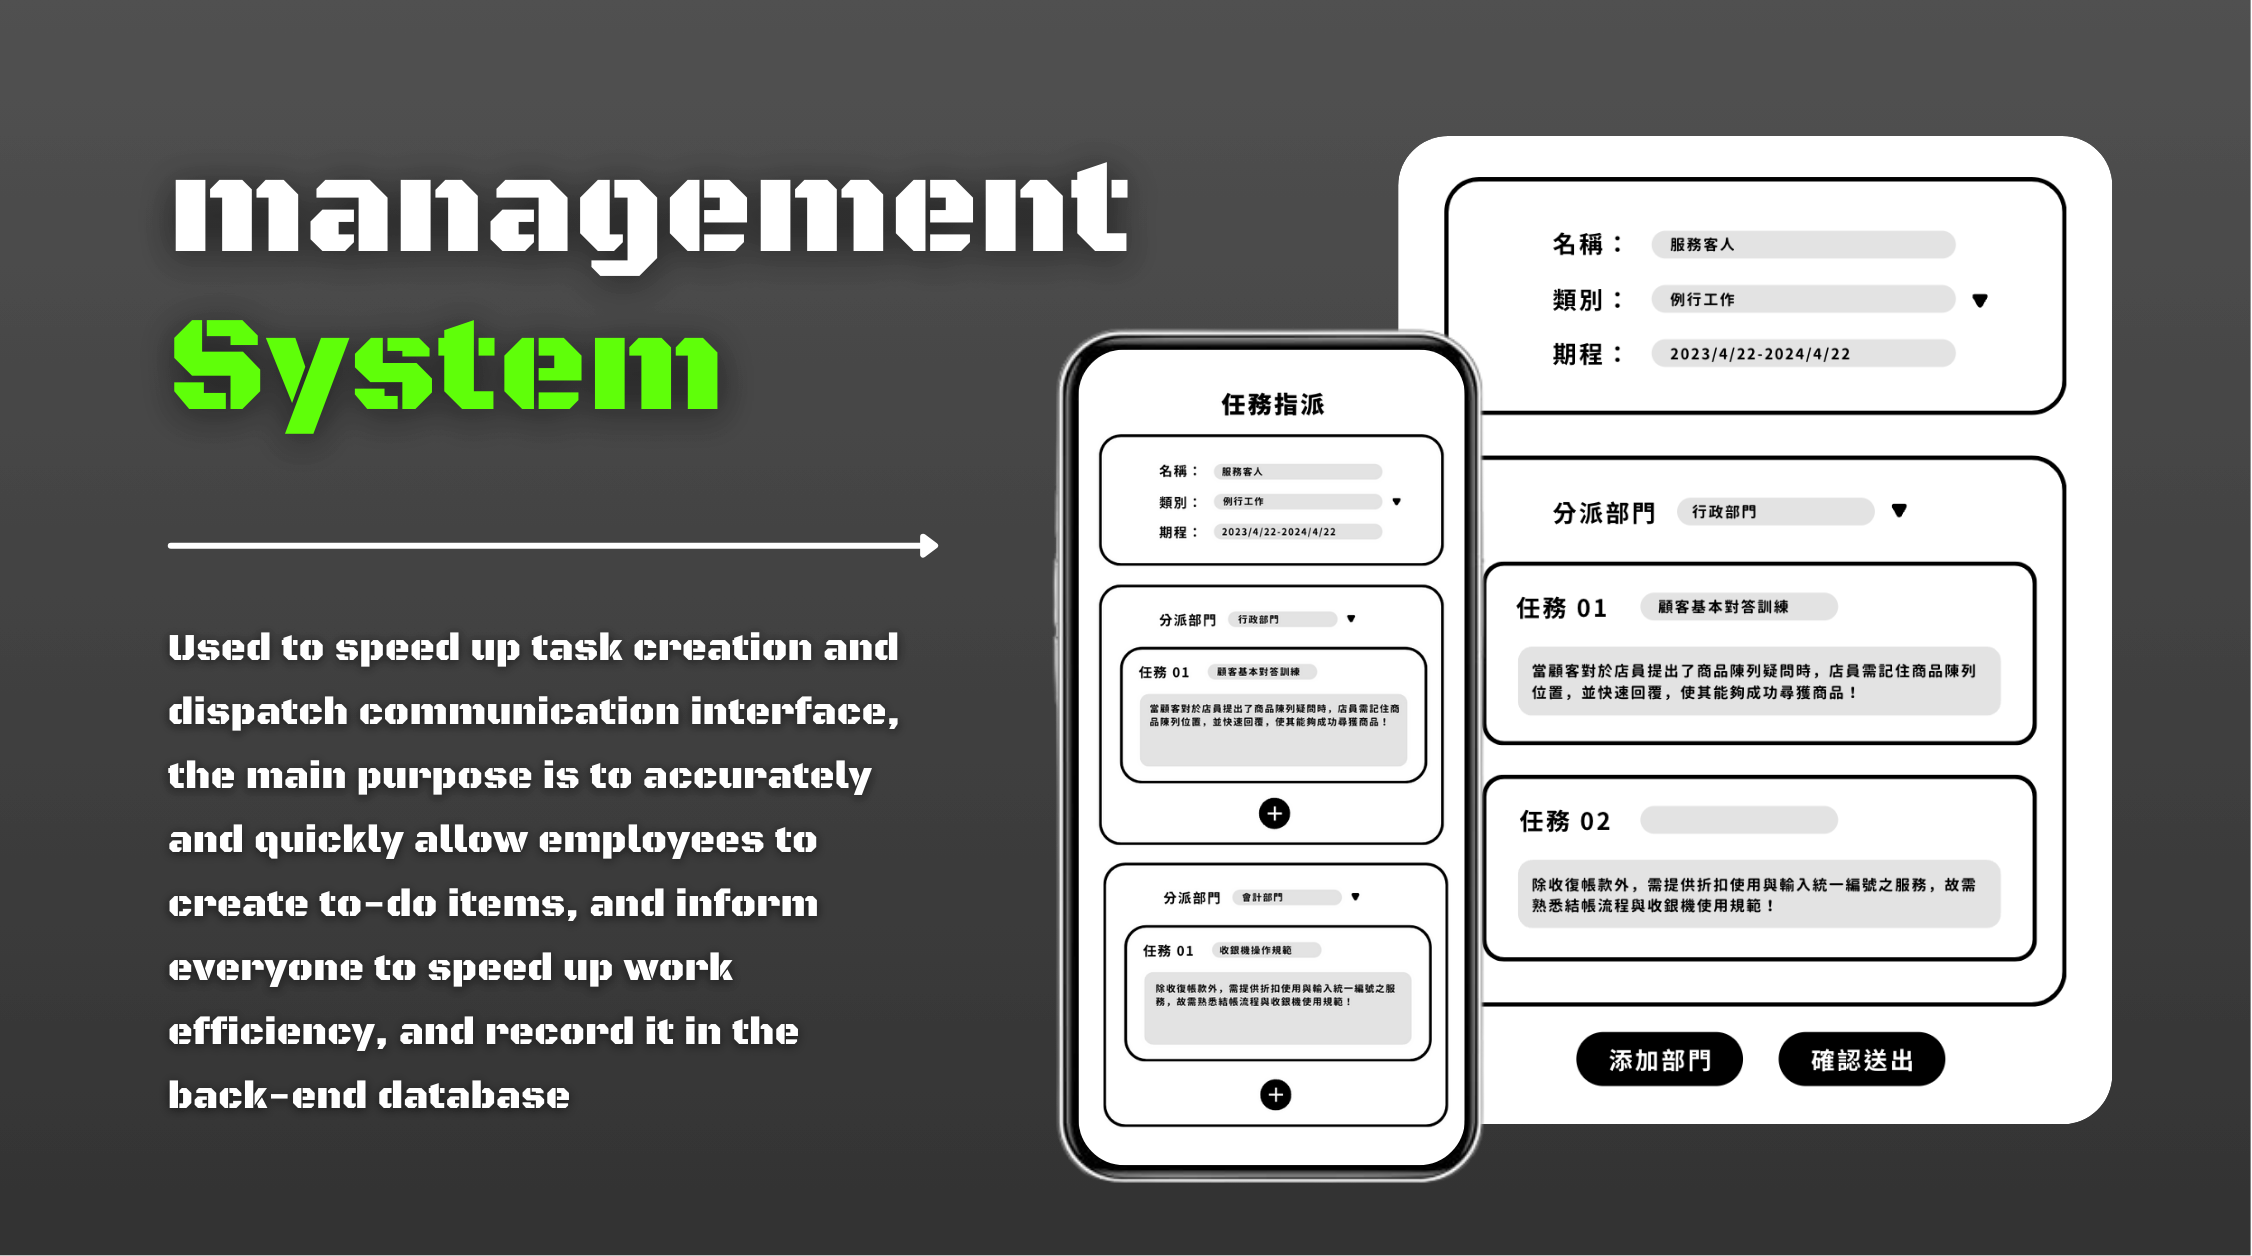 management
System
Used to speed up task creation and
dispatch communication interface,
the main purpose is to accurately
and quickly allow employees to
create to-do items, and inform
everyone to speed up work
efficiency, and record it in the
back-end database
任務指派
名稱： 服務客人
類別： 例行工作
期程： 2023/4/22-2024/4/22
分派部門 行政部門
任務 01 顧客基本對答訓練
當顧客對於店員提出了商品陳列疑問時，店員需記住商
品陳列位置，並快速回覆，使其能夠成功尋獲商品！
分派部門 會計部門
任務 01 收銀機操作規範
除收復帳款外，需提供折扣使用與輸入統一編號之服
務，故需熟悉結帳流程與收銀機使用規範！
名稱： 服務客人
類別： 例行工作
期程： 2023/4/22-2024/4/22
分派部門 行政部門
任務 01 顧客基本對答訓練
當顧客對於店員提出了商品陳列疑問時，店員需記住商品陳列
位置，並快速回覆，使其能夠成功尋獲商品！
任務 02
除收復帳款外，需提供折扣使用與輸入統一編號之服務，故需
熟悉結帳流程與收銀機使用規範！
添加部門 確認送出